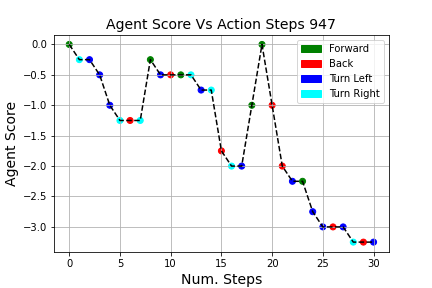 Agent Score Vs Action Steps 947
Agent Score
0.0
−0.5
−1.0
−1.5
−2.0
−2.5
−3.0
Forward
Back
Turn Left
Turn Right
0 5 10 15 20 25 30
Num. Steps